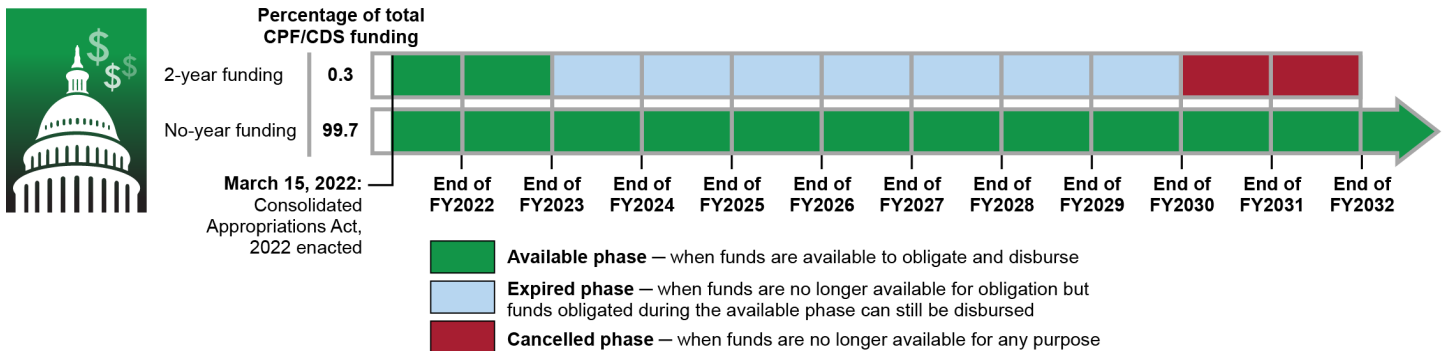 $
$
$
Percentage of total
CPF/CDS funding
2-year funding 0.3
No-year funding 99.7
March 15, 2022:
Consolidated
Appropriations Act,
2022 enacted
End of
FY2022
End of
FY2023
End of
FY2024
End of
FY2025
End of
FY2026
End of
FY2027
End of
FY2028
End of
FY2029
End of
FY2030
End of
FY2031
End of
FY2032
Available phase — when funds are available to obligate and disburse
Expired phase — when funds are no longer available for obligation but
funds obligated during the available phase can still be disbursed
Cancelled phase — when funds are no longer available for any purpose